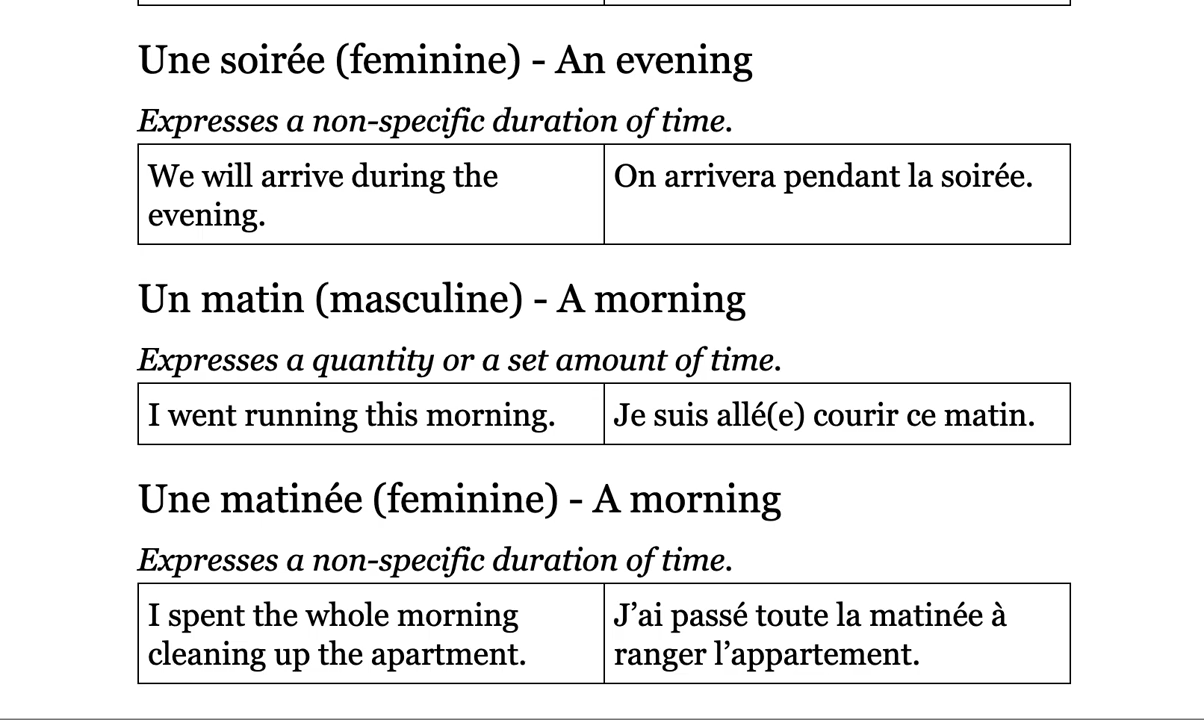 Une soirée (feminine) - An evening
Expresses a non-specific duration of time.
We will arrive during the
evening.
On arrivera pendant la soirée.
Un matin (masculine) - A morning
Expresses a quantity or a set amount of time.
I went running this morning.
Je suis allé(e) courir ce matin.
Une matinée (feminine) - A morning
Expresses a non-specific duration of time.
I spent the whole morning
cleaning up the apartment.
J’ai passé toute la matinée à
ranger l’appartement.